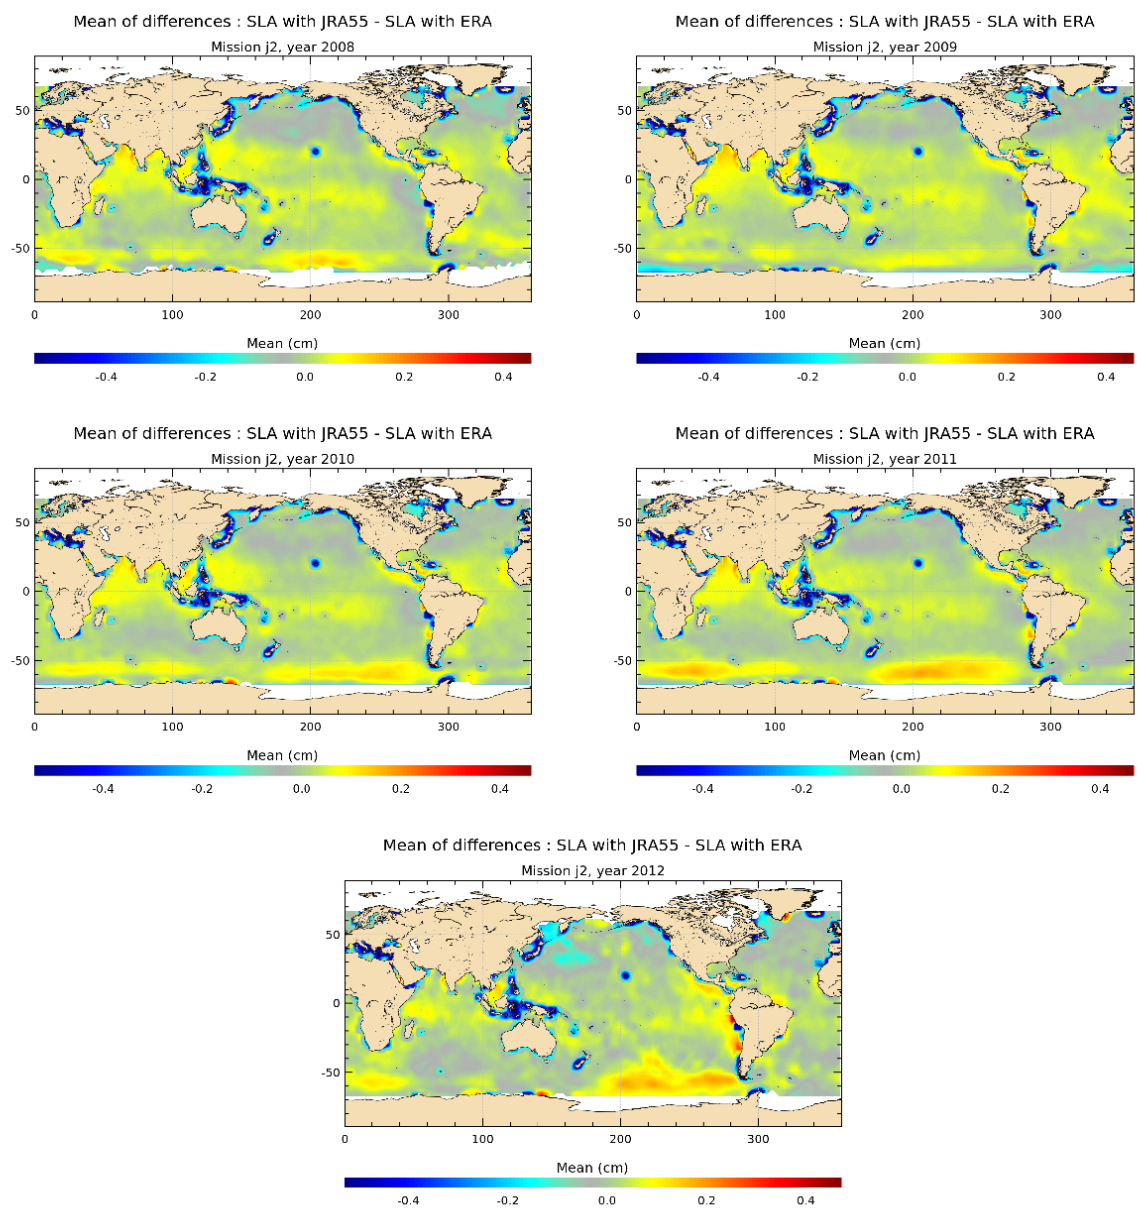 Mean of differences : SLA with JRA55 - SLA with ERA
Mission j2, year 2008
50
0
-50
0 100 200 300
Mean (cm)
-0.4 -0.2 0.0 0.2 0.4
Mean of differences : SLA with JRA55 - SLA with ERA
Mission j2, year 2009
50
0
-50
0 100 200 300
Mean (cm)
-0.4 -0.2 0.0 0.2 0.4
Mean of differences : SLA with JRA55 - SLA with ERA
Mission j2, year 2010
50
0
-50
0 100 200 300
Mean (cm)
-0.4 -0.2 0.0 0.2 0.4
Mean of differences : SLA with JRA55 - SLA with ERA
Mission j2, year 2011
50
0
-50
0 100 200 300
Mean (cm)
-0.4 -0.2 0.0 0.2 0.4
Mean of differences : SLA with JRA55 - SLA with ERA
Mission j2, year 2012
50
0
-50
0 100 200 300
Mean (cm)
-0.4 -0.2 0.0 0.2 0.4